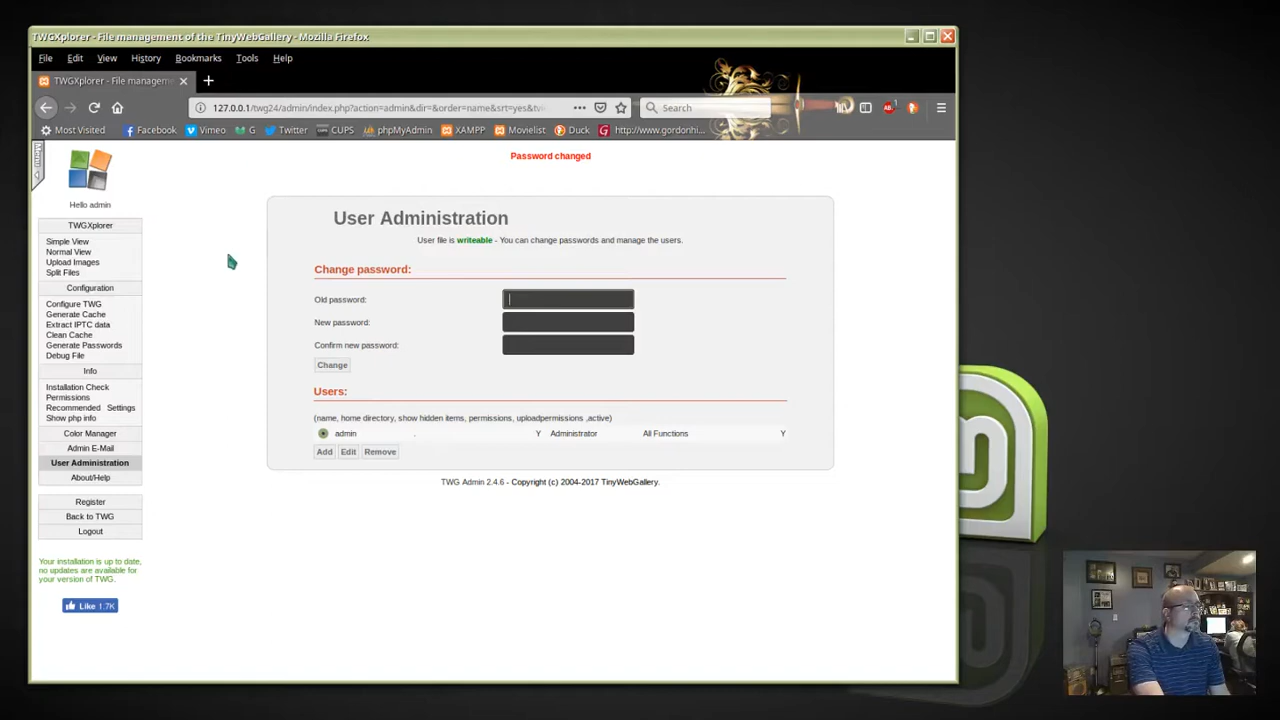 TWGXplorer - File management of the TinyWebGallery - Mozilla Firefox
File Edit View History Bookmarks Tools Help
TWGXplorer - File managemen
127.0.0.1/twg24/admin/index.php?action=admin&dir=&order=name&srt=yes&tvi
Search
Most Visited Facebook Vimeo G Twitter CUPS phpMyAdmin XAMPP Movielist Duck http://www.gordonhi...
Menu
Password changed
Hello admin
TWGXplorer
Simple View
Normal View
Upload Images
Split Files
Configuration
Configure TWG
Generate Cache
Extract IPTC data
Clean Cache
Generate Passwords
Debug File
Info
Installation Check
Permissions
Recommended Settings
Show php info
Color Manager
Admin E-Mail
User Administration
About/Help
Register
Back to TWG
Logout
Your installation is up to date,
no updates are available for
your version of TWG.
Like 1.7K
User Administration
User file is writeable - You can change passwords and manage the users.
Change password:
Old password:
New password:
Confirm new password:
Change
Users:
(name, home directory, show hidden items, permissions, uploadpermissions ,active)
admin . Y Administrator All Functions Y
Add Edit Remove
TWG Admin 2.4.6 - Copyright (c) 2004-2017 TinyWebGallery.